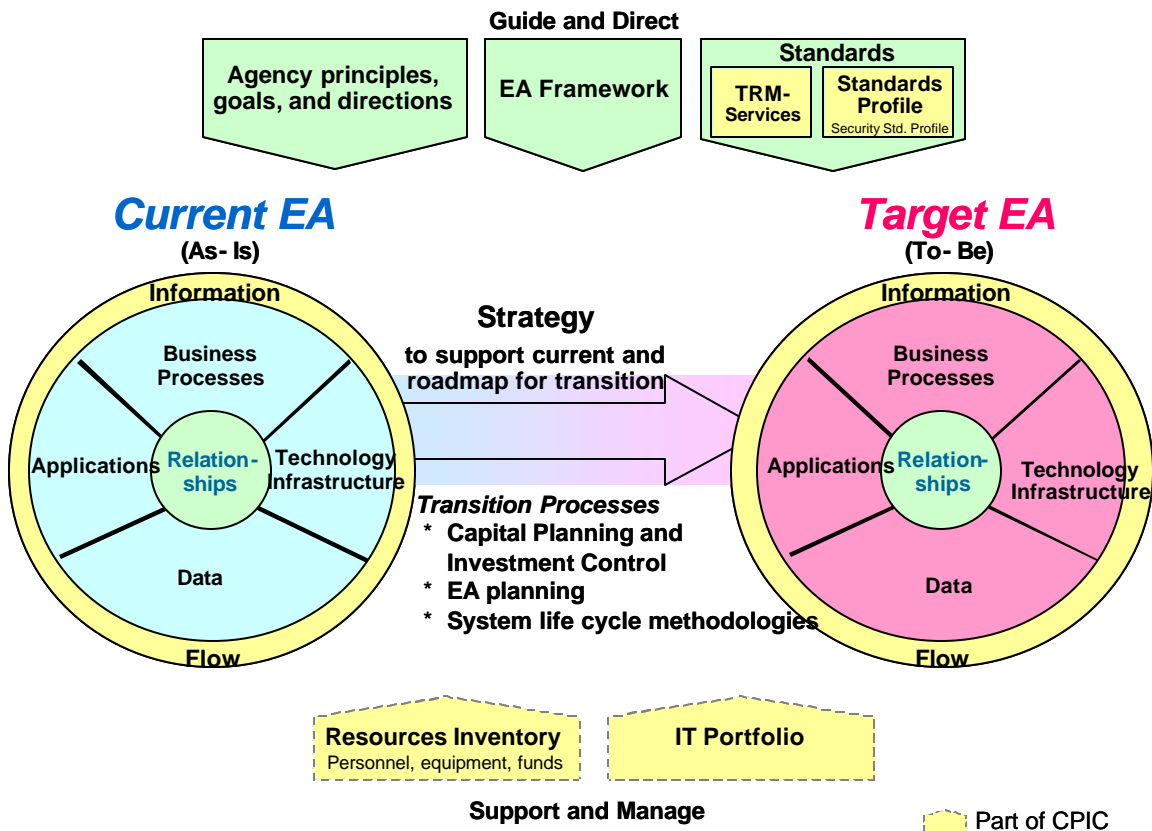 Guide and Direct
Agency principles,
goals, and directions
EA Framework
Standards
TRM-
Services
Standards
Profile
Security Std. Profile
Current EA
(As- Is)
Target EA
(To- Be)
Information
Business
Processes
Applications
Relation-
ships
Technology
Infrastructure
Data
Flow
Strategy
to support current and
roadmap for transition
Transition Processes
* Capital Planning and
Investment Control
* EA planning
* System life cycle methodologies
Information
Business
Processes
Applications
Relation-
ships
Technology
Infrastructure
Data
Flow
Resources Inventory
Personnel, equipment, funds
IT Portfolio
Support and Manage
Part of CPIC